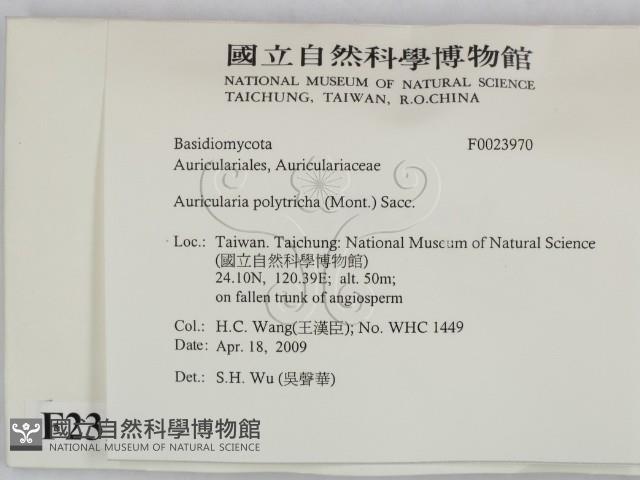 國立自然科學博物館
NATIONAL MUSEUM OF NATURAL SCIENCE
TAICHUNG, TAIWAN, R.O.CHINA
Basidiomycota F0023970
Auriculariales, Auriculariaceae
Auricularia polytricha (Mont.) Sacc.
Loc.: Taiwan. Taichung: National Museum of Natural Science
(國立自然科學博物館)
24.10N, 120.39E; alt. 50m;
on fallen trunk of angiosperm
Col.: H.C. Wang(王漢臣); No. WHC 1449
Date: Apr. 18, 2009
Det.: S.H. Wu (吳聲華)
F23
國立自然科學博物館
NATIONAL MUSEUM OF NATURAL SCIENCE